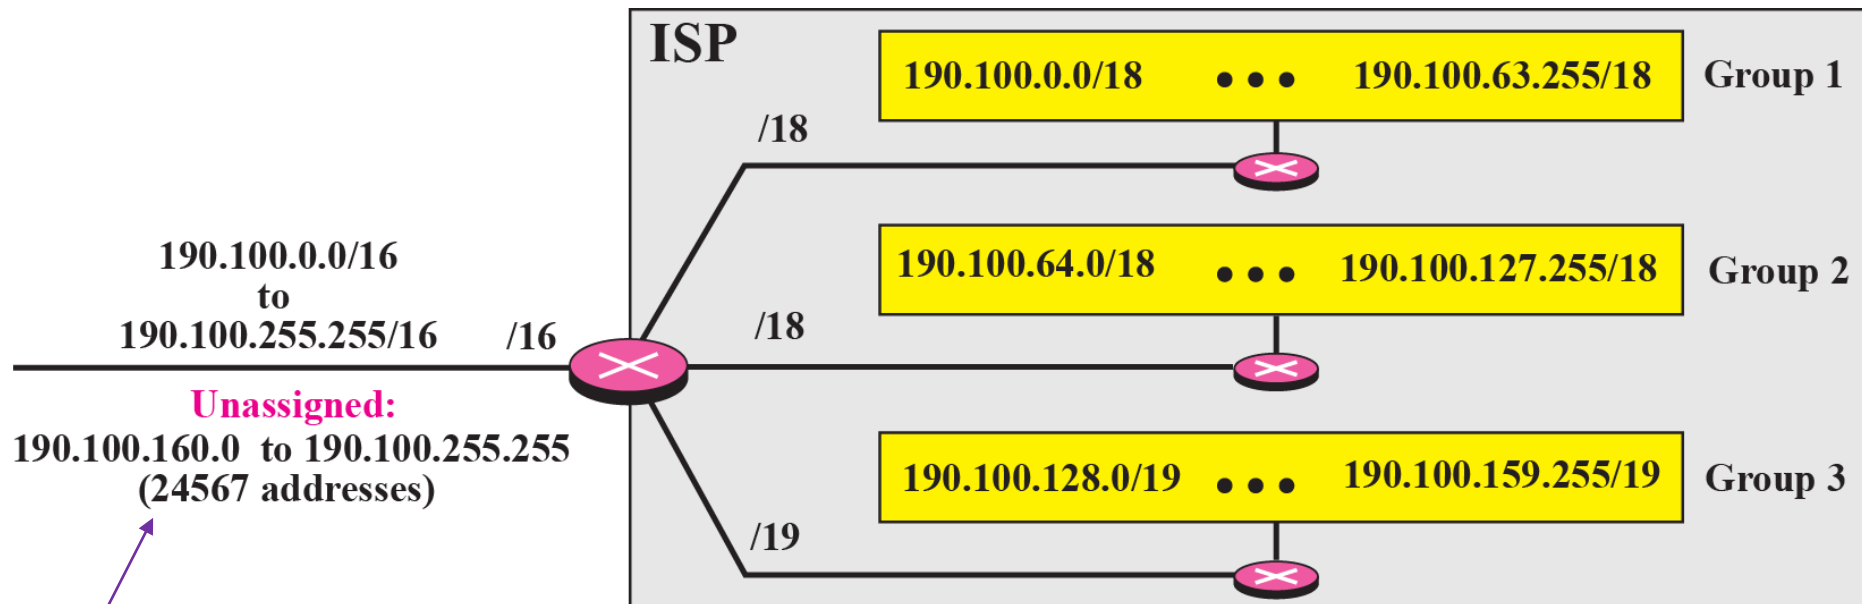 ISP
190.100.0.0/18 ••• 190.100.63.255/18 Group 1
/18
190.100.64.0/18 ••• 190.100.127.255/18 Group 2
/18
190.100.0.0/16
to
190.100.255.255/16 /16
Unassigned:
190.100.160.0 to 190.100.255.255
(24567 addresses)
190.100.128.0/19 ••• 190.100.159.255/19 Group 3
/19